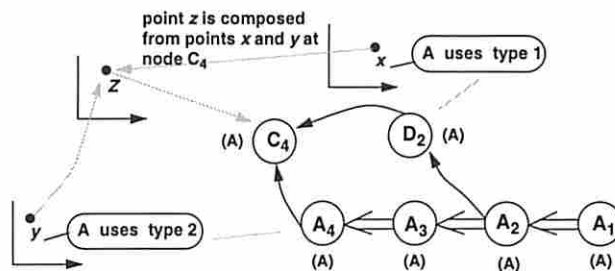 point z is composed
from points x and y at
node C4
x
A uses type 1
z
(A)
C4
D2
(A)
y
A uses type 2
A4
A3
A2
A1
(A)
(A)
(A)
(A)